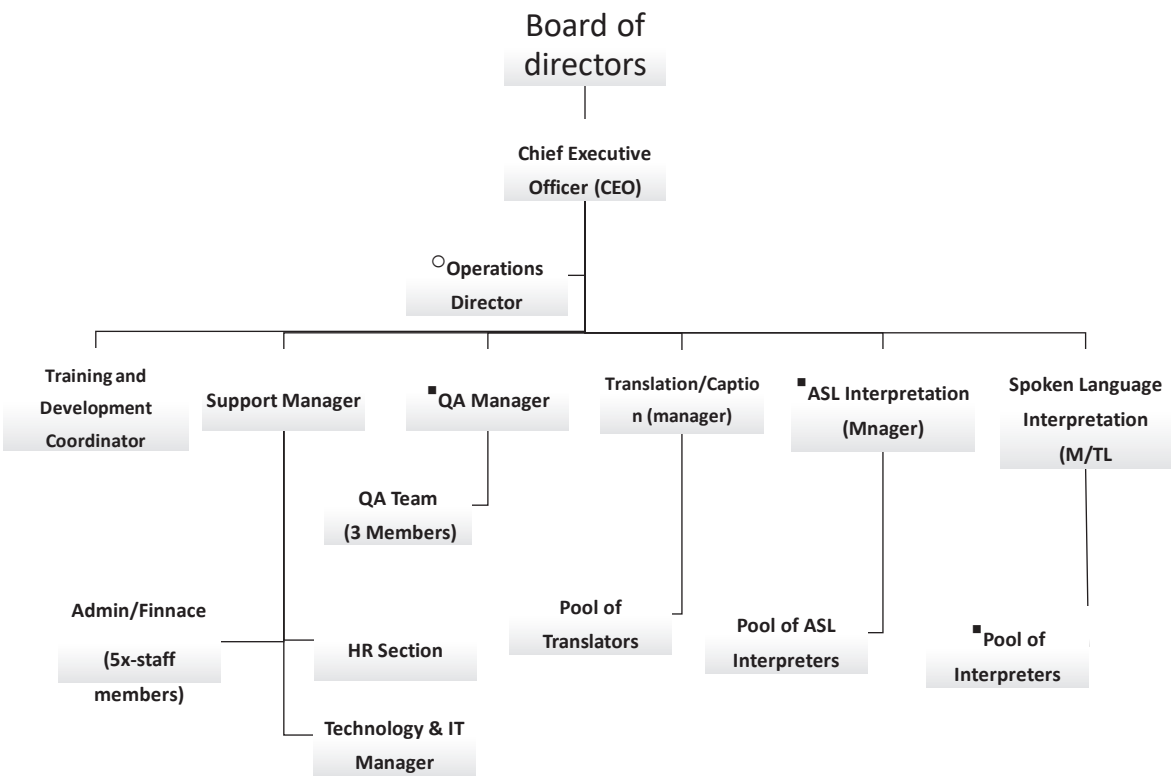 Board of
directors
Chief Executive
Officer (CEO)
○Operations
Director
Training and
Development
Coordinator
Support Manager
▪QA Manager
Translation/Captio
n (manager)
▪ASL Interpretation
(Mnager)
Spoken Language
Interpretation
(M/TL
QA Team
(3 Members)
Admin/Finnace
(5x-staff
members)
HR Section
Technology & IT
Manager
Pool of
Translators
Pool of ASL
Interpreters
▪Pool of
Interpreters